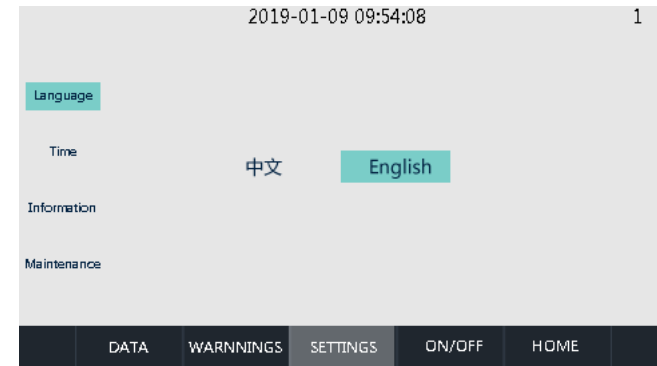 2019-01-09 09:54:08 1
Language
Time
中文 English
Information
Maintenance
DATA WARNNINGS SETTINGS ON/OFF HOME